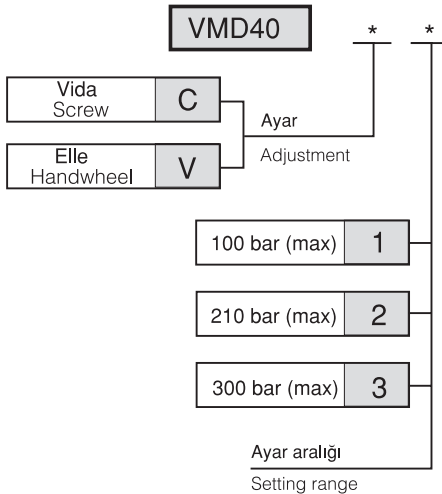 VMD40 * *
Vida
Screw
C
Ayar
Adjustment
Elle
Handwheel
V
100 bar (max) 1
210 bar (max) 2
300 bar (max) 3
Ayar aralığı
Setting range